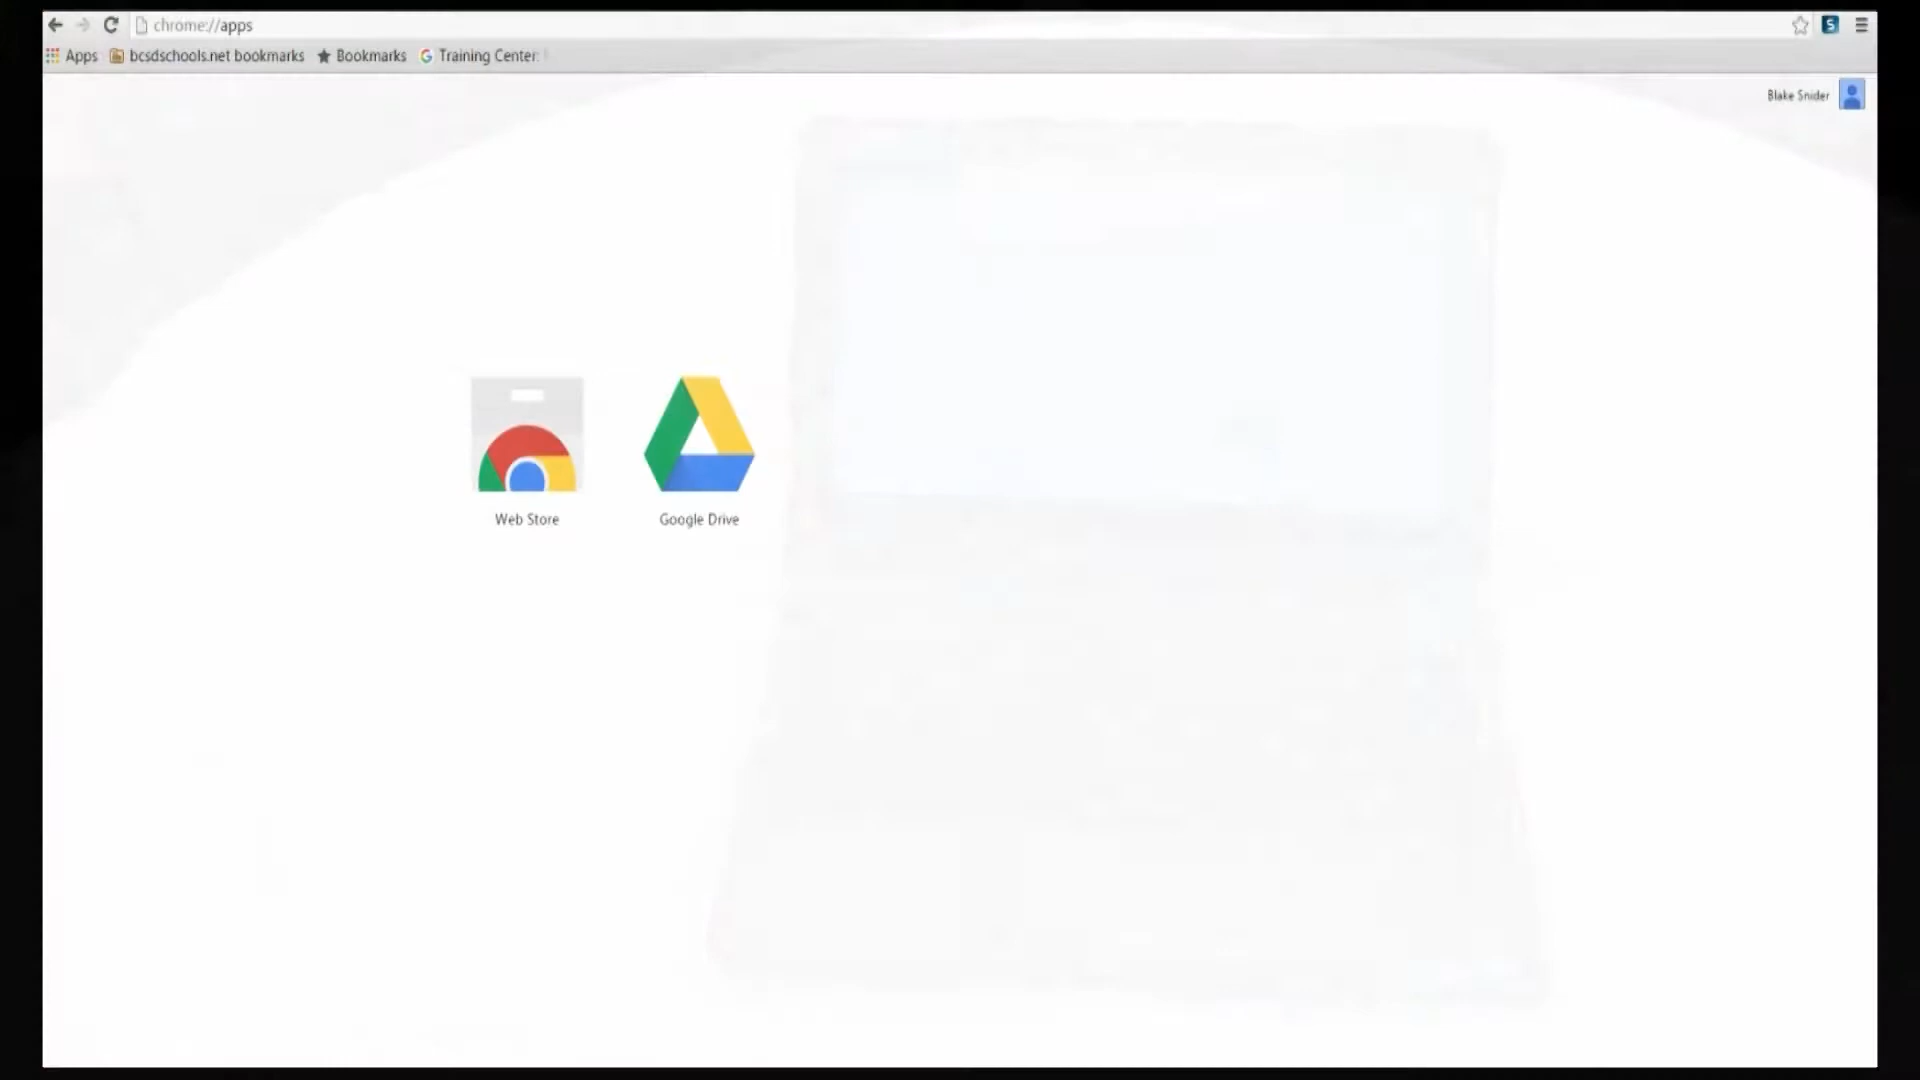 chrome://apps
Apps bcsdschools.net bookmarks Bookmarks Training Center:
Blake Snider
Web Store Google Drive